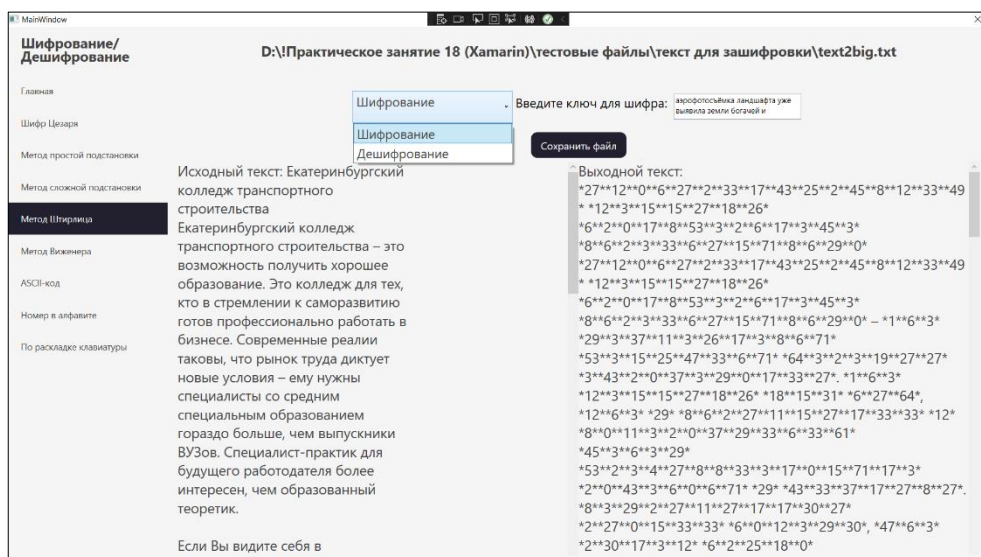 MainWindow
Шифрование/
Дешифрование
D:\!Практическое занятие 18 (Xamarin)\тестовые файлы\текст для зашифровки\text2big.txt
Главная
Шифр Цезаря
Метод простой подстановки
Метод сложной подстановки
Метод Штирлица
Метод Виженера
ASCII-код
Номер в алфавите
По раскладке клавиатуры
Шифрование
Шифрование
Дешифрование
Введите ключ для шифра:
аэрофотосъёмка ландшафта уже
выявила земли богачей и
Сохранить файл
Исходный текст: Екатеринбургский
колледж транспортного
строительства
Екатеринбургский колледж
транспортного строительства – это
возможность получить хорошее
образование. Это колледж для тех,
кто в стремлении к саморазвитию
готов профессионально работать в
бизнесе. Современные реалии
таковы, что рынок труда диктует
новые условия – ему нужны
специалисты со средним
специальным образованием
гораздо больше, чем выпускники
ВУЗов. Специалист-практик для
будущего работодателя более
интересен, чем образованный
теоретик.
Если Вы видите себя в
Выходной текст:
*27**12**0**6**27**2**33**17**43**25**2**45**8**12**33**49
* *12**3**15**15**27**18**26*
*6**2**0**17**8**53**3**2**6**17**3**45**3*
*8**6**2**3**33**6**27**15**71**8**6**29**0*
*27**12**0**6**27**2**33**17**43**25**2**45**8**12**33**49
* *12**3**15**15**27**18**26*
*6**2**0**17**8**53**3**2**6**17**3**45**3*
*8**6**2**3**33**6**27**15**71**8**6**29**0* – *1**6**3*
*29**3**37**11**3**26**17**3**8**6**71*
*53**3**15**25**47**33**6**71* *64**3**2**3**19**27**27*
*3**43**2**0**37**3**29**0**17**33**27*. *1**6**3*
*12**3**15**15**27**18**26* *18**15**31* *6**27**64*,
*12**6**3* *29* *8**6**2**27**11**15**27**17**33**33* *12*
*8**0**11**3**2**0**37**29**33**6**33**61*
*45**3**6**3**29*
*53**2**3**4**27**8**8**33**3**17**0**15**71**17**3*
*2**0**43**3**6**0**6**71* *29* *43**33**37**17**27**8**27*.
*8**3**29**2**27**11**27**17**17**30**27*
*2**27**0**15**33**33* *6**0**12**3**29**30*, *47**6**3*
*2**30**17**3**12* *6**2**25**18**0*